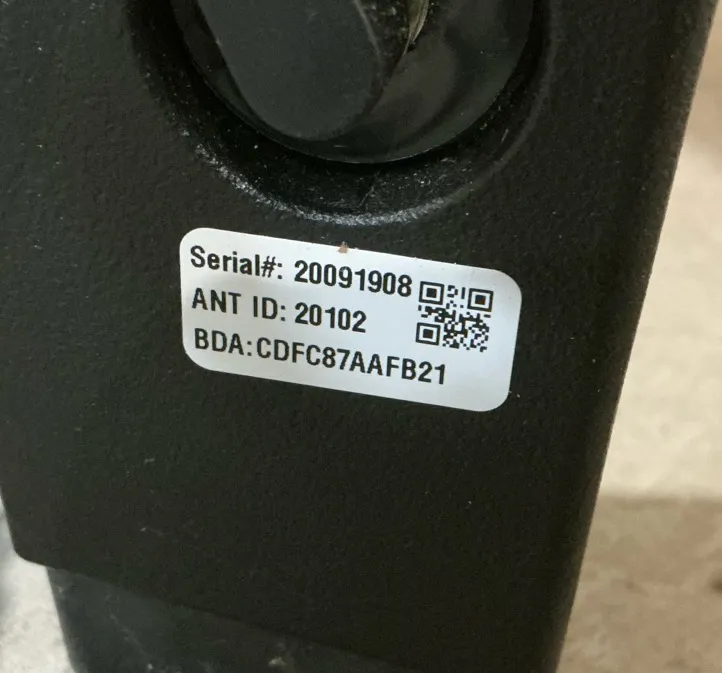 Serial#: 20091908
ANT ID: 20102
BDA:CDFC87AAFB21